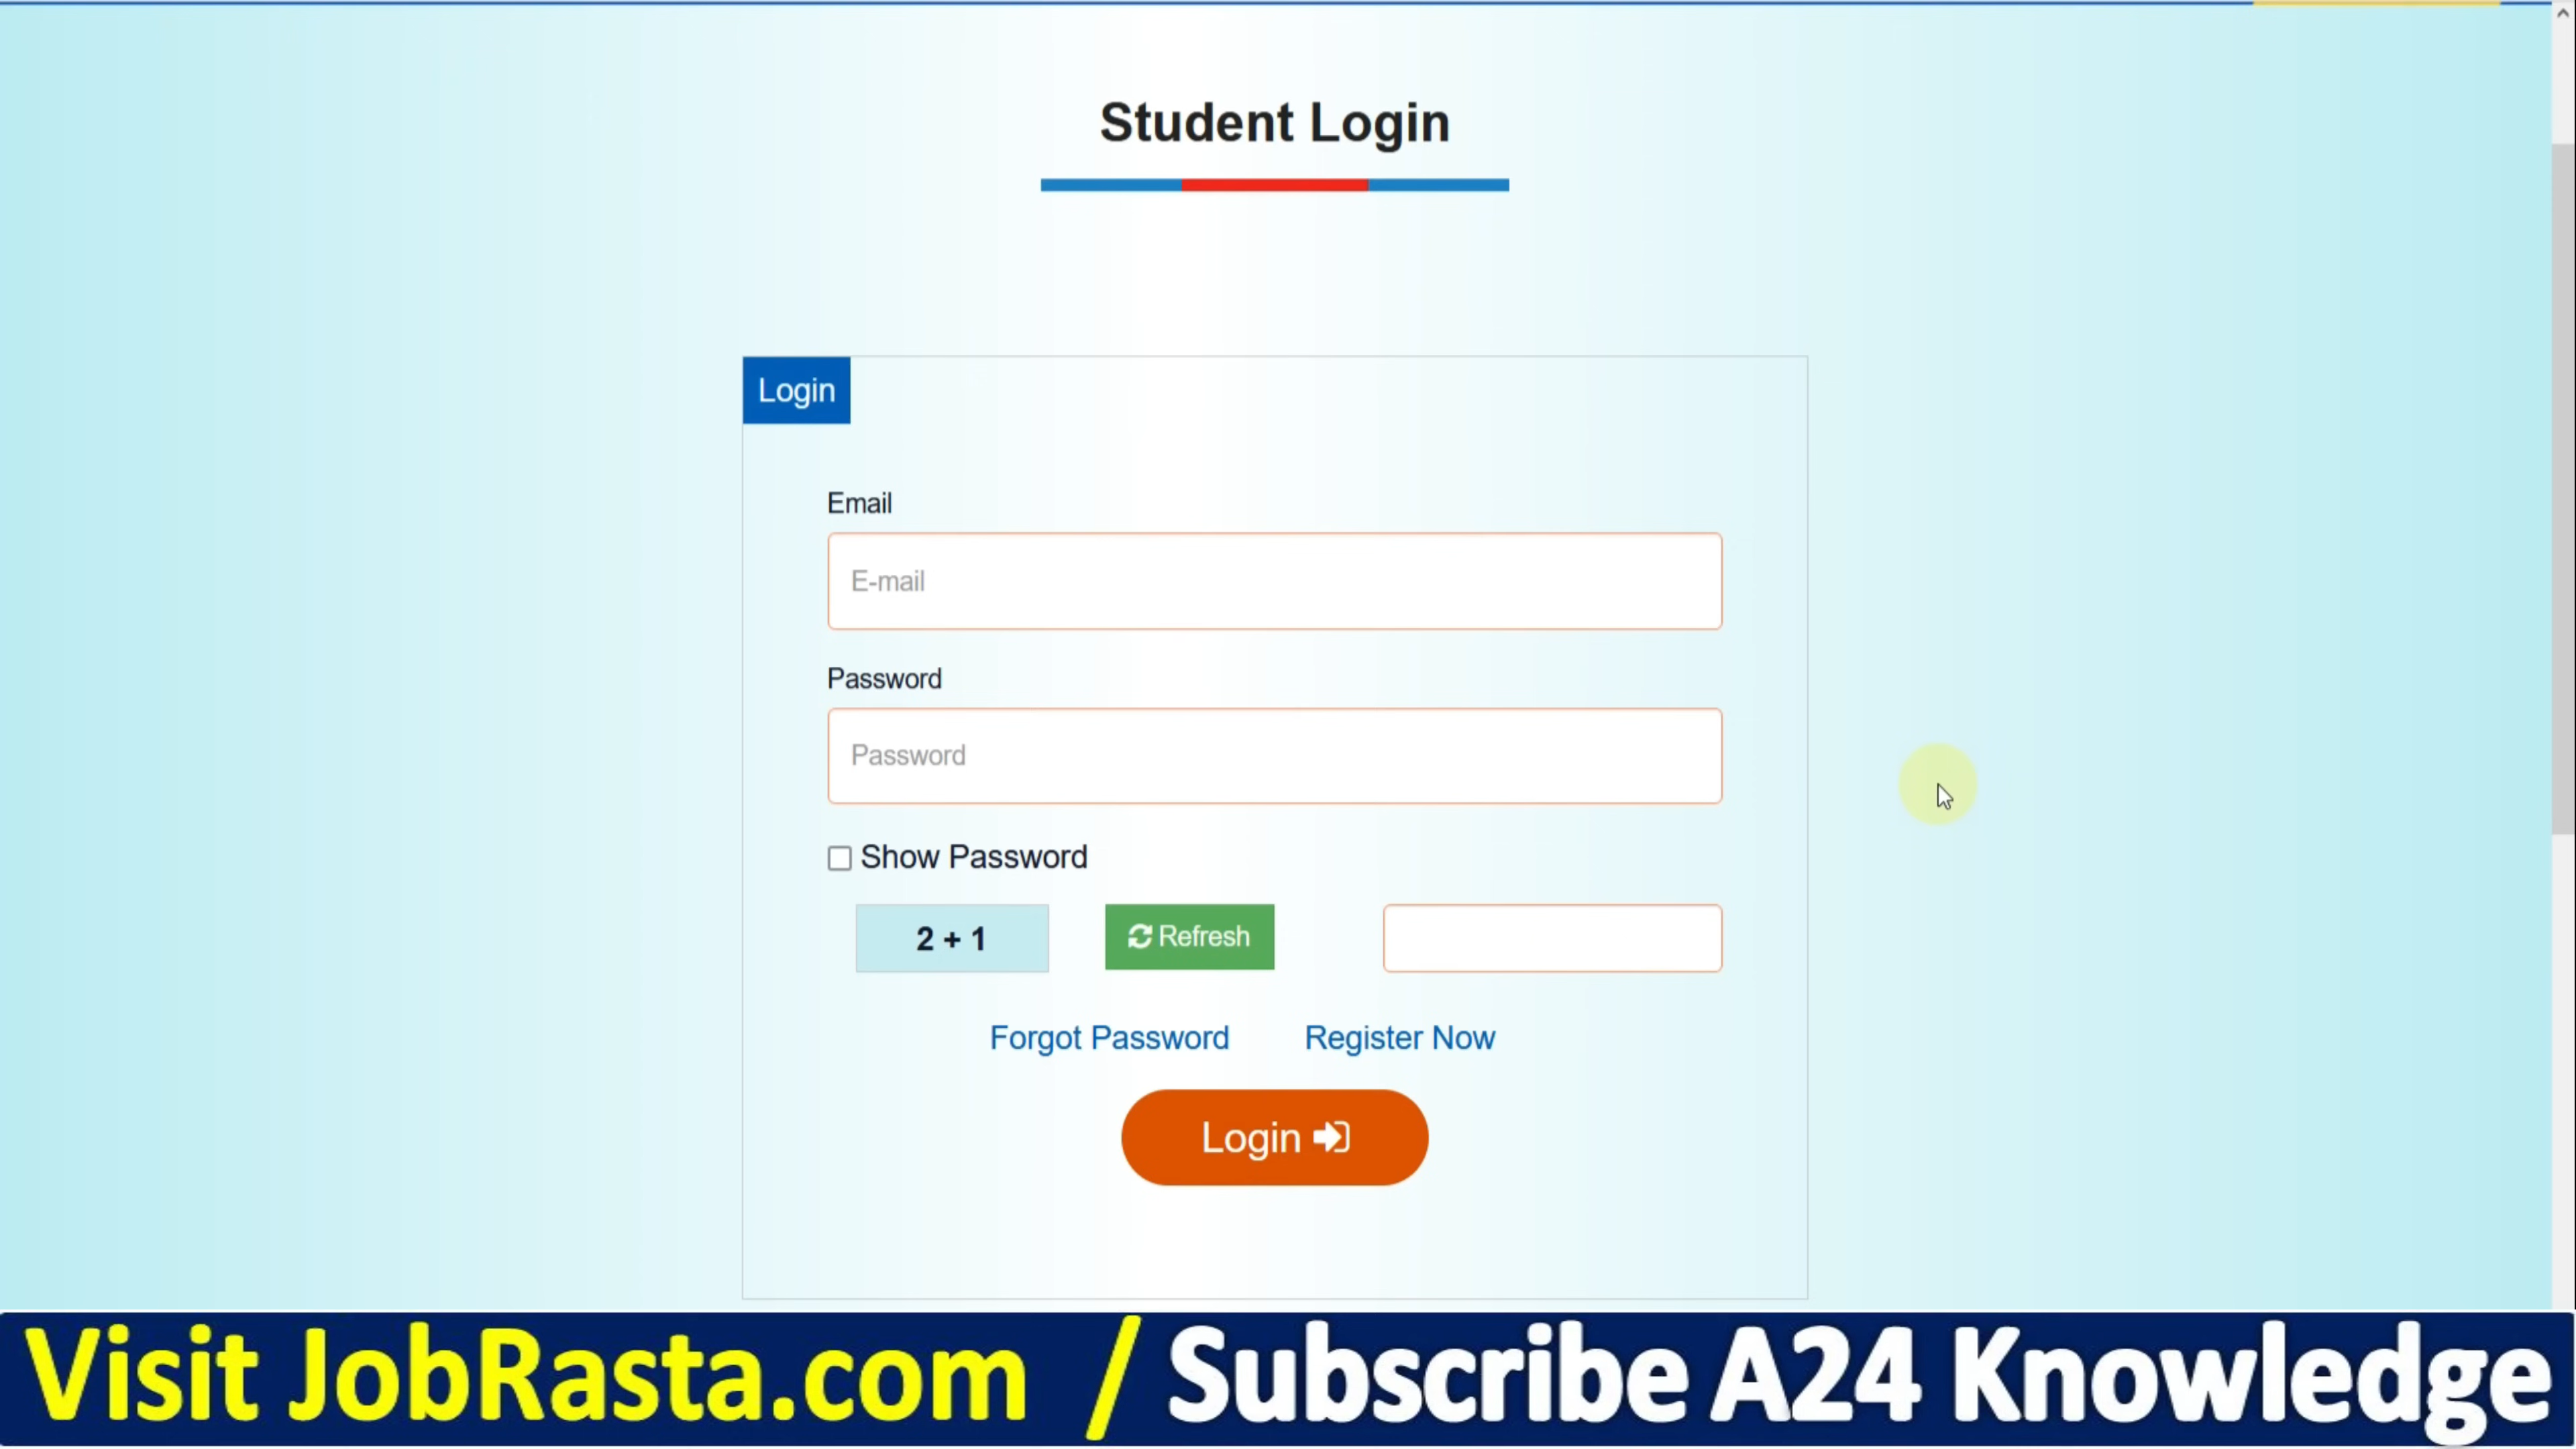 Student Login
Login
Email
E-mail
Password
Password
Show Password
2 + 1 Refresh
Forgot Password Register Now
Login
Visit JobRasta.com / Subscribe A24 Knowledge